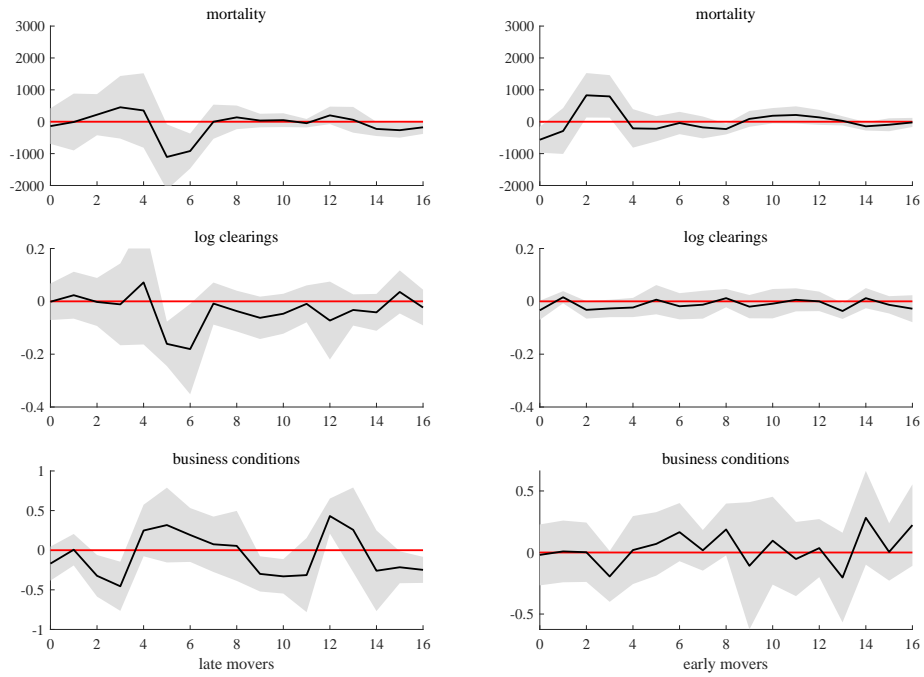 mortality
3000
2000
1000
0
-1000
-2000
0 2 4 6 8 10 12 14 16
mortality
3000
2000
1000
0
-1000
-2000
0 2 4 6 8 10 12 14 16
log clearings
0.2
0
-0.2
-0.4
0 2 4 6 8 10 12 14 16
log clearings
0.2
0
-0.2
-0.4
0 2 4 6 8 10 12 14 16
business conditions
1
0.5
0
-0.5
-1
0 2 4 6 8 10 12 14 16
late movers
business conditions
0.5
0
-0.5
0 2 4 6 8 10 12 14 16
early movers